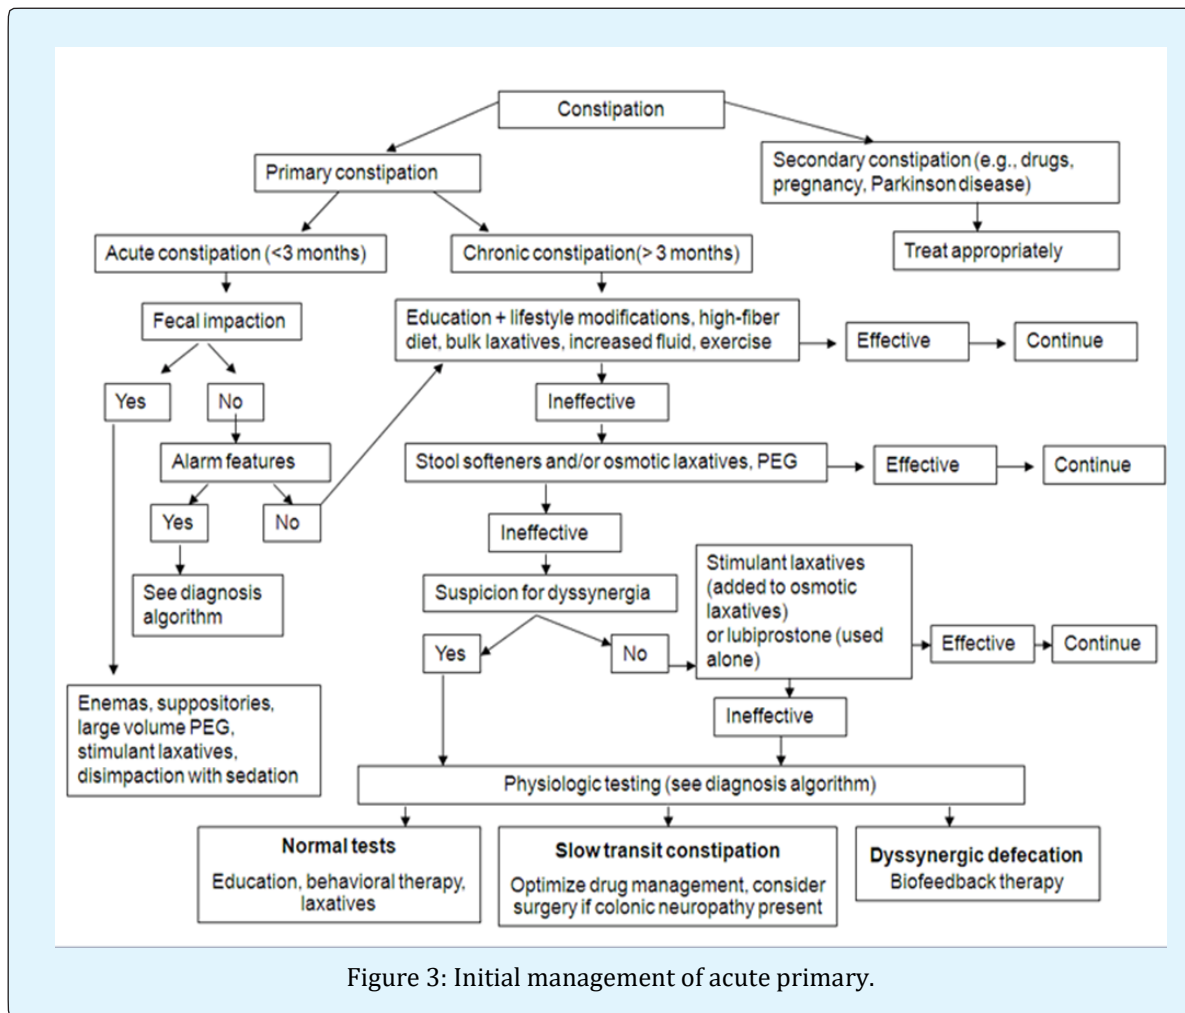 Constipation
Primary constipation
Secondary constipation (e.g., drugs,
pregnancy, Parkinson disease)
Acute constipation (<3 months)
Chronic constipation(> 3 months)
Treat appropriately
Fecal impaction
Education + lifestyle modifications, high-fiber
diet, bulk laxatives, increased fluid, exercise
Effective
Continue
Yes
No
Ineffective
Alarm features
Stool softeners and/or osmotic laxatives, PEG
Effective
Continue
Yes
No
Ineffective
See diagnosis
algorithm
Suspicion for dyssynergia
Stimulant laxatives
(added to osmotic
laxatives)
or lubiprostone (used
alone)
Effective
Continue
Yes
No
Enemas, suppositories,
large volume PEG,
stimulant laxatives,
disimpaction with sedation
Ineffective
Physiologic testing (see diagnosis algorithm)
Normal tests
Education, behavioral therapy,
laxatives
Slow transit constipation
Optimize drug management, consider
surgery if colonic neuropathy present
Dyssynergic defecation
Biofeedback therapy
Figure 3: Initial management of acute primary.